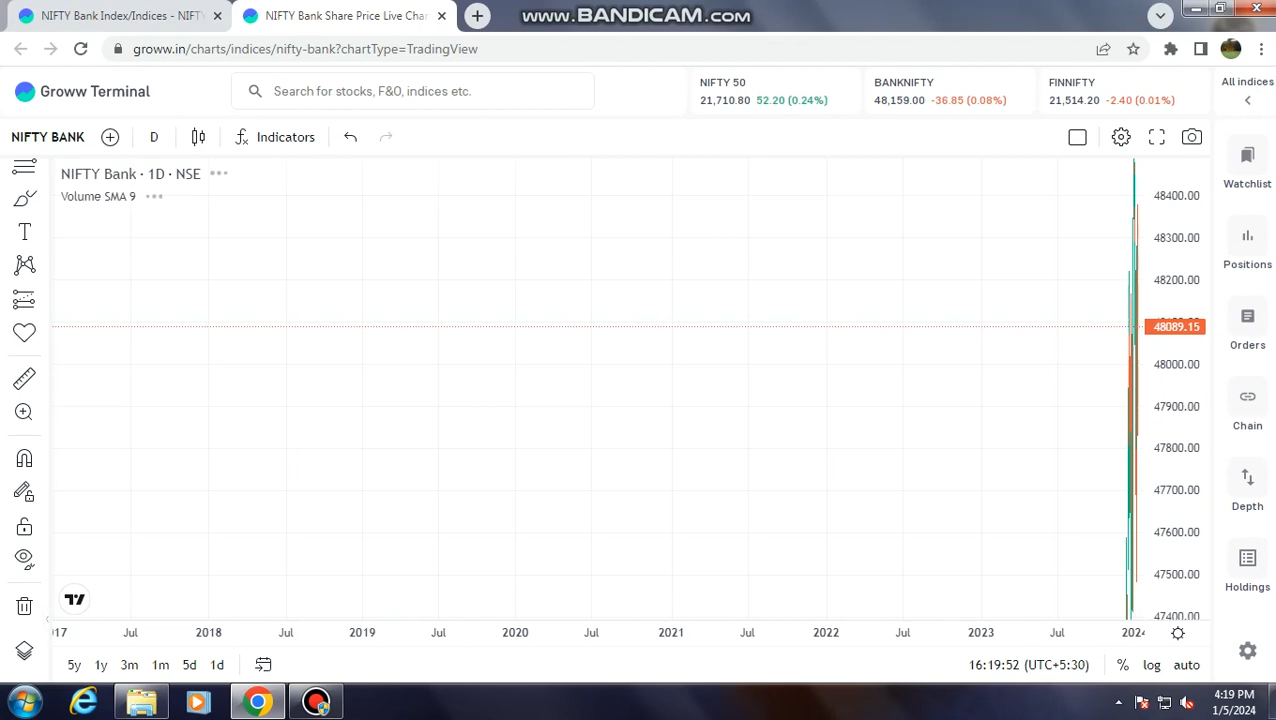 NIFTY Bank Index/Indices - NIFT
NIFTY Bank Share Price Live Char
WWW.BANDICAM.COM
groww.in/charts/indices/nifty-bank?chartType=TradingView
Groww Terminal
Search for stocks, F&O, indices etc.
NIFTY 50
21,710.80 52.20 (0.24%)
BANKNIFTY
48,159.00 -36.85 (0.08%)
FINNIFTY
21,514.20 -2.40 (0.01%)
All indices
NIFTY BANK
D
Indicators
NIFTY Bank · 1D · NSE
Volume SMA 9
48400.00
48300.00
48200.00
48089.15
48000.00
47900.00
47800.00
47700.00
47600.00
47500.00
47400.00
Watchlist
Positions
Orders
Chain
Depth
Holdings
17 Jul 2018 Jul 2019 Jul 2020 Jul 2021 Jul 2022 Jul 2023 Jul 2024
5y 1y 3m 1m 5d 1d
16:19:52 (UTC+5:30)
% log auto
4:19 PM
1/5/2024